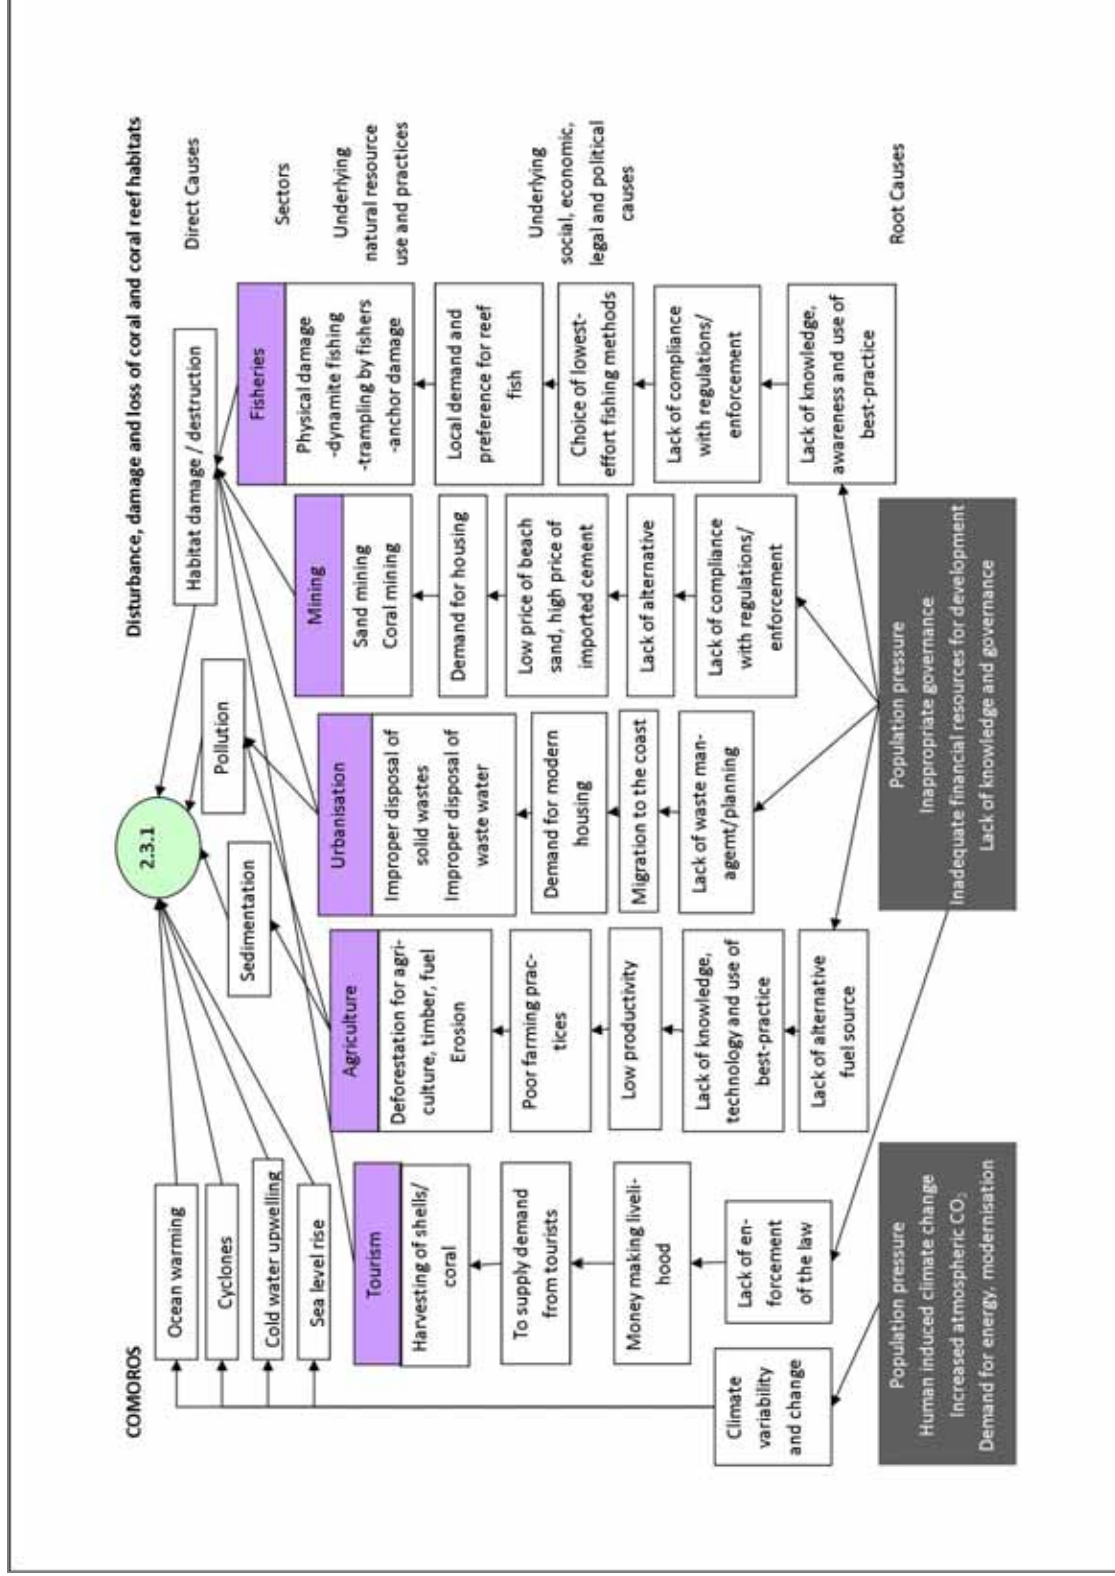 COMOROS
Disturbance, damage and loss of coral and coral reef habitats
2.3.1
Direct Causes
Ocean warming
Cyclones
Cold water upwelling
Sea level rise
Sedimentation
Pollution
Habitat damage / destruction
Sectors
Tourism
Agriculture
Urbanisation
Mining
Fisheries
Underlying
natural resource
use and practices
Harvesting of shells/
coral
Deforestation for agri-
culture, timber, fuel
Erosion
Improper disposal of
solid wastes
Improper disposal of
waste water
Sand mining
Coral mining
Physical damage
-dynamite fishing
-trampling by fishers
-anchor damage
Underlying
social, economic,
legal and political
causes
To supply demand
from tourists
Money making liveli-
hood
Lack of en-
forcement
of the law
Climate
variability
and change
Poor farming prac-
tices
Low productivity
Lack of knowledge,
technology and use of
best-practice
Lack of alternative
fuel source
Demand for modern
housing
Migration to the coast
Lack of waste man-
agemt/planning
Demand for housing
Low price of beach
sand, high price of
imported cement
Lack of alternative
Lack of compliance
with regulations/
enforcement
Local demand and
preference for reef
fish
Choice of lowest-
effort fishing methods
Lack of compliance
with regulations/
enforcement
Lack of knowledge,
awareness and use of
best-practice
Root Causes
Population pressure
Human induced climate change
Increased atmospheric CO₂
Demand for energy, modernisation
Population pressure
Inappropriate governance
Inadequate financial resources for development
Lack of knowledge and governance